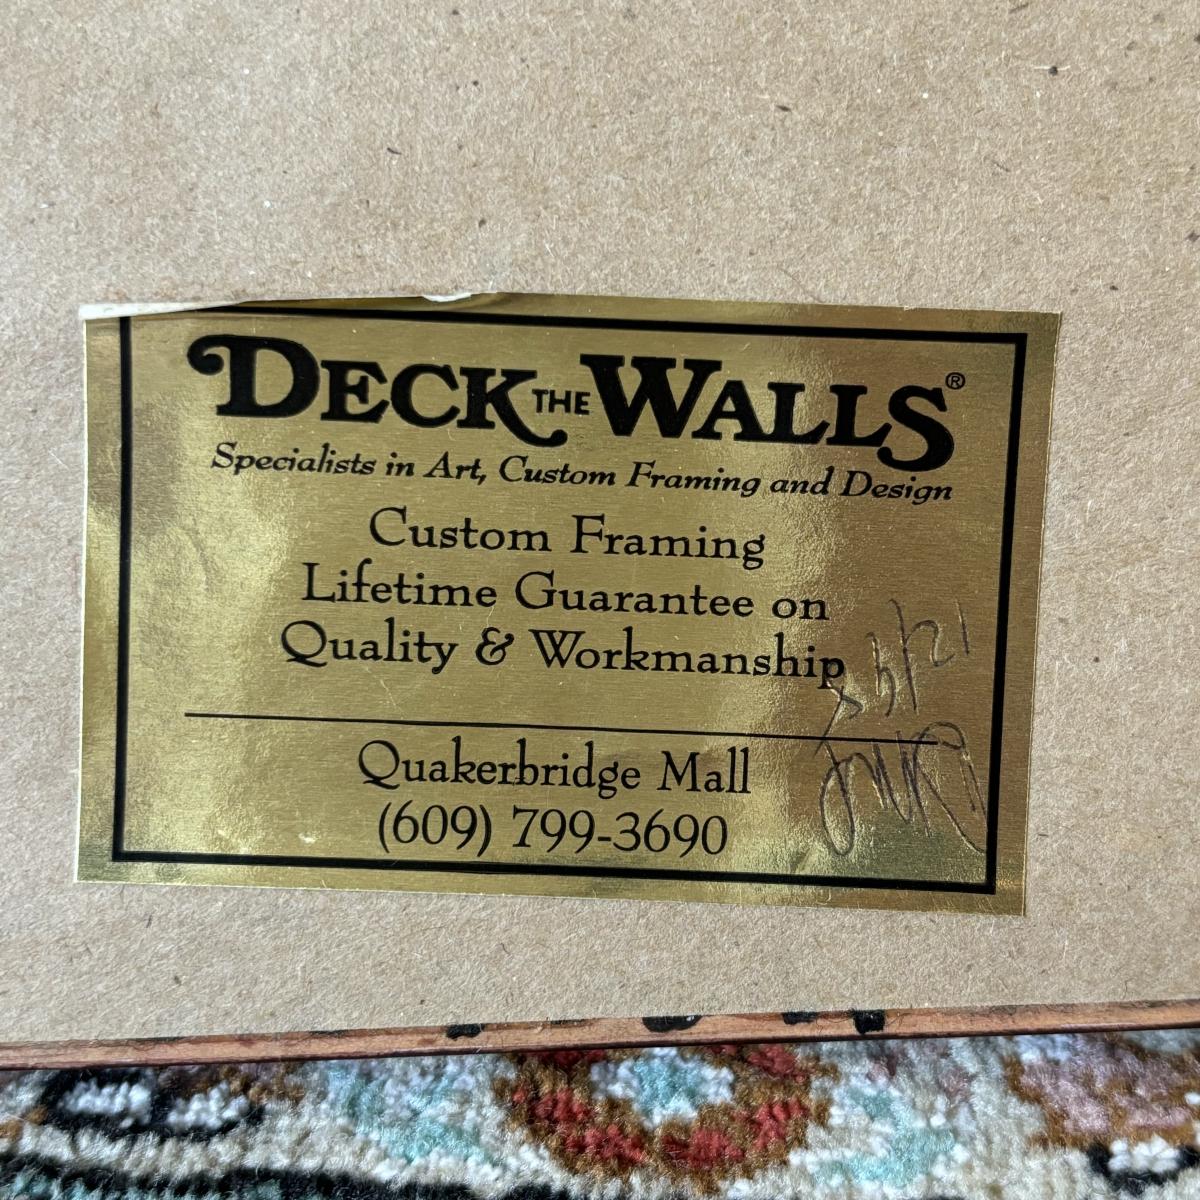 DECK THE WALLS®
Specialists in Art, Custom Framing and Design
Custom Framing
Lifetime Guarantee on
Quality & Workmanship
Quakerbridge Mall
(609) 799-3690